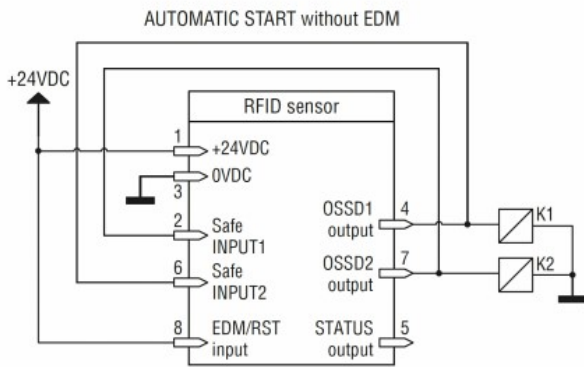 AUTOMATIC START without EDM
+24VDC
RFID sensor
1
+24VDC
0VDC
3
2
Safe
INPUT1
6
Safe
INPUT2
8
EDM/RST
input
OSSD1
output
4
K1
OSSD2
output
7
K2
STATUS
output
5